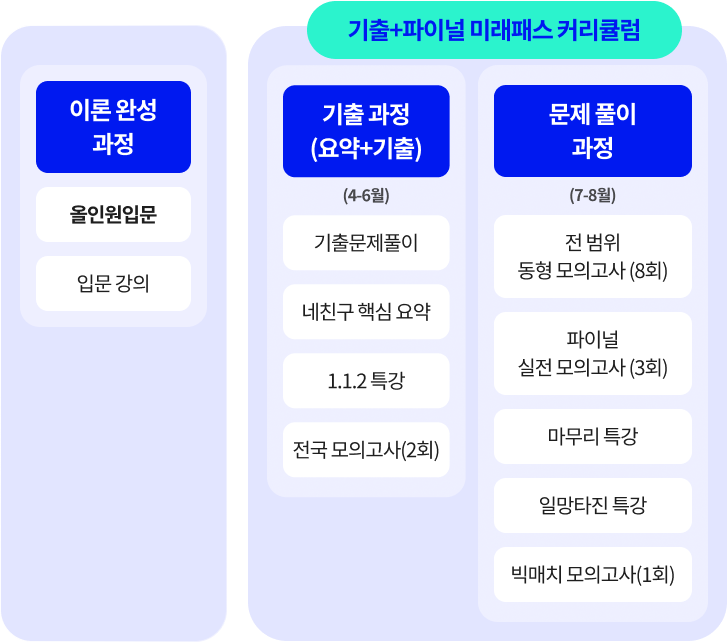 기출+파이널 미래패스 커리큘럼
이론 완성
과정
올인원입문
입문 강의
기출 과정
(요약+기출)
(4-6월)
기출문제풀이
네친구 핵심 요약
1.1.2 특강
전국 모의고사(2회)
문제 풀이
과정
(7-8월)
전 범위
동형 모의고사 (8회)
파이널
실전 모의고사 (3회)
마무리 특강
일망타진 특강
빅매치 모의고사(1회)